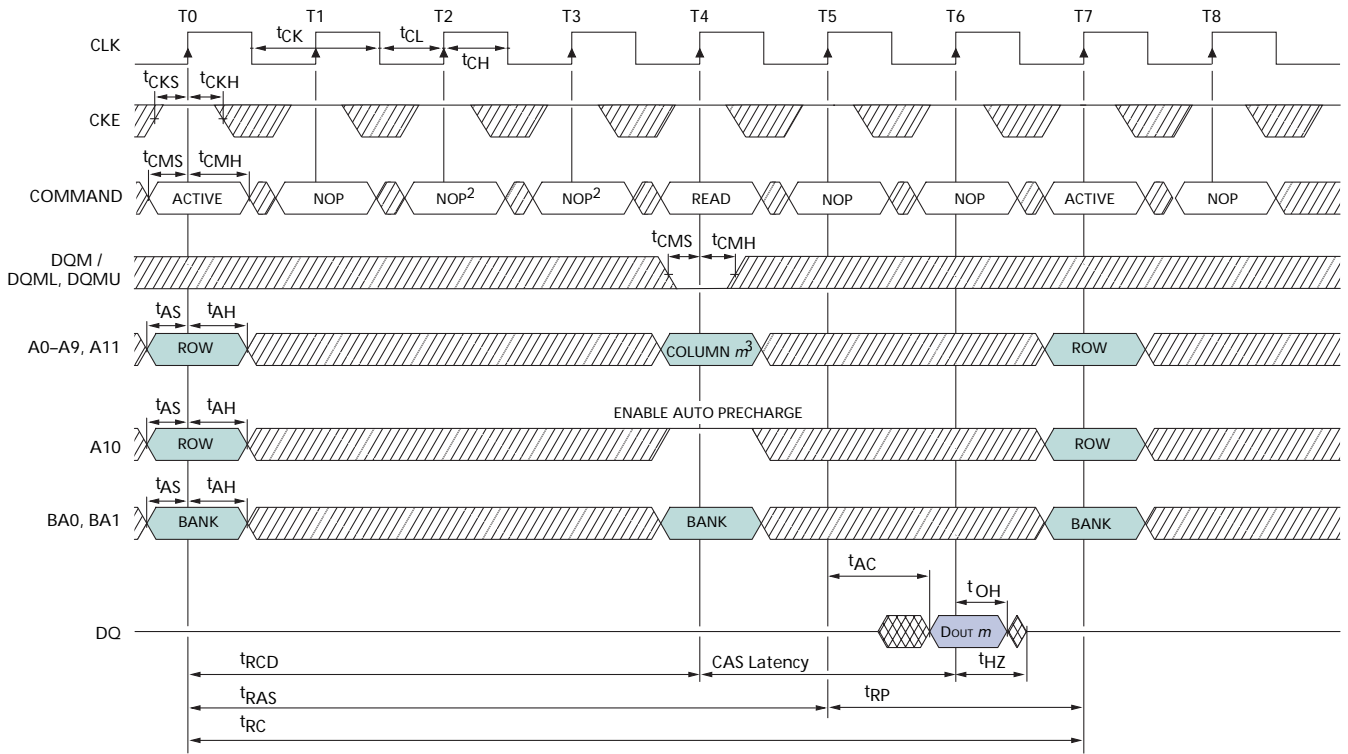 T0 T1 T2 T3 T4 T5 T6 T7 T8
CLK
tCK tCL tCH
tCKS tCKH
CKE
tCMS tCMH
COMMAND ACTIVE NOP NOP2 NOP2 READ NOP NOP ACTIVE NOP
tCMS tCMH
DQM /
DQML, DQMU
tAS tAH
A0–A9, A11 ROW COLUMN m3 ROW
tAS tAH ENABLE AUTO PRECHARGE
A10 ROW ROW
tAS tAH
BA0, BA1 BANK BANK BANK
tAC
tOH
DQ DOUT m
tRCD CAS Latency tHZ
tRAS tRP
tRC